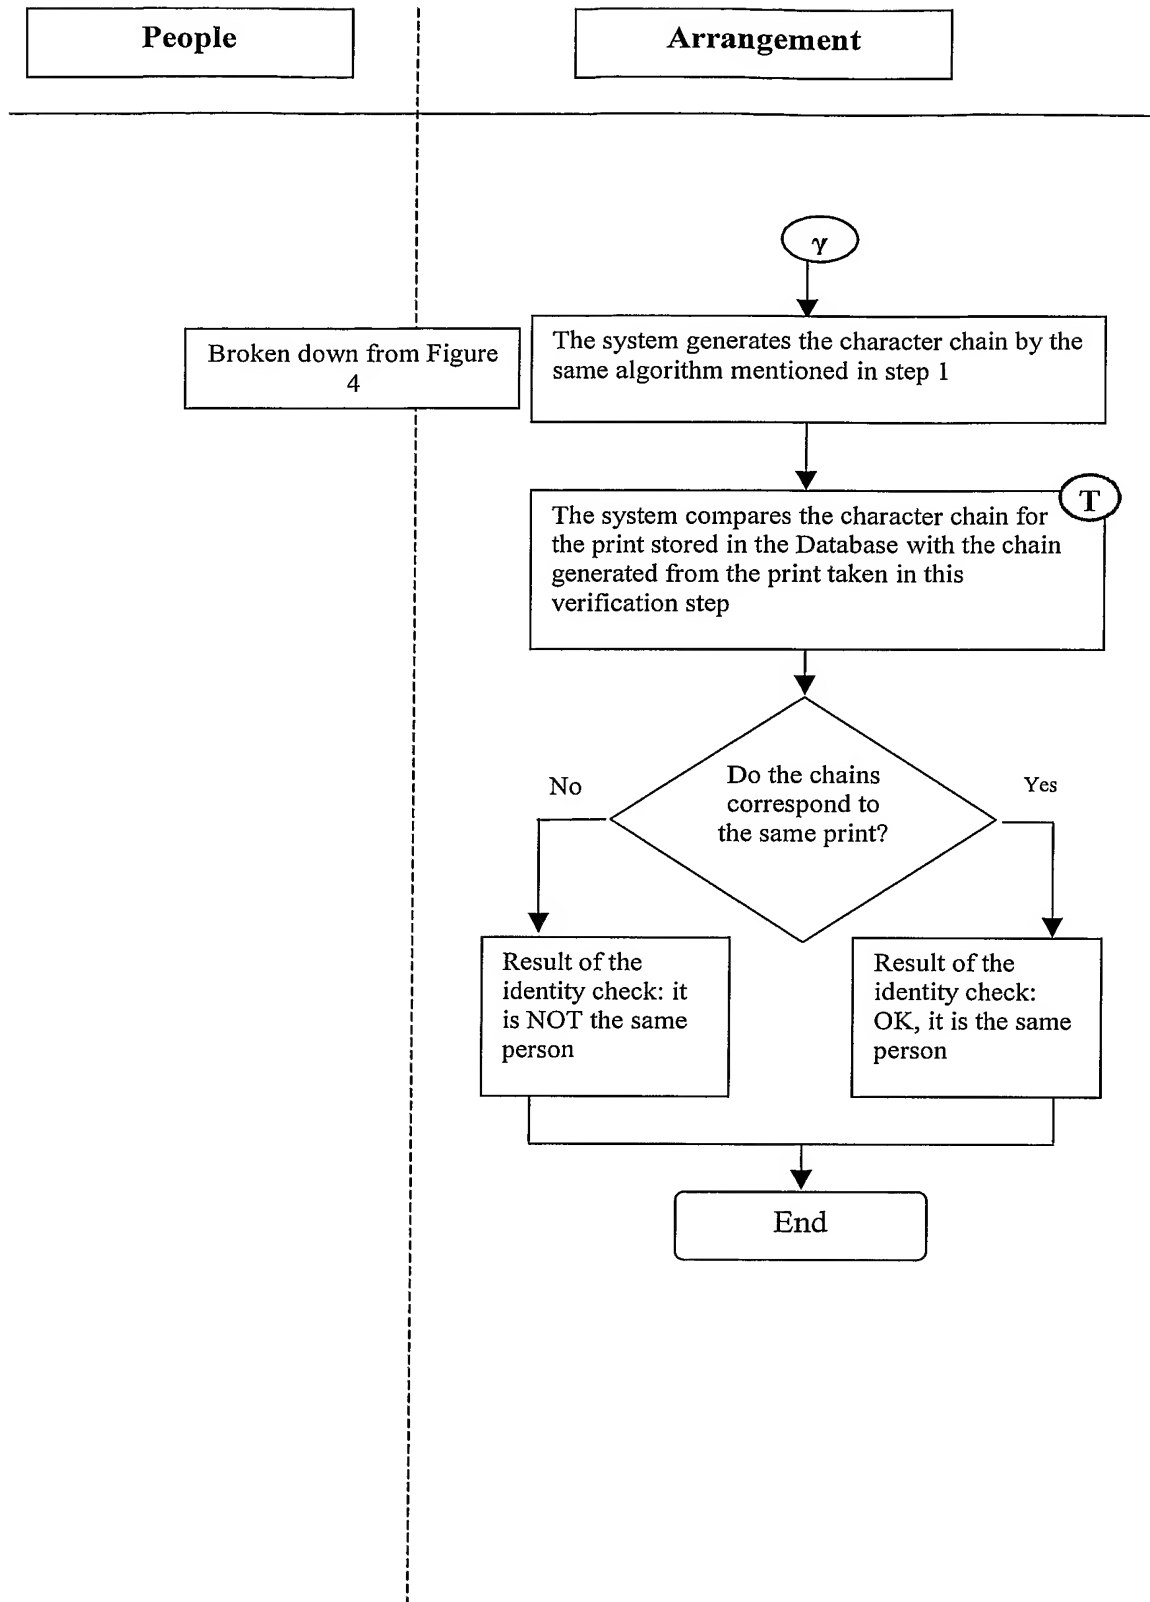 People
Arrangement
γ
Broken down from Figure
4
The system generates the character chain by the
same algorithm mentioned in step 1
T
The system compares the character chain for
the print stored in the Database with the chain
generated from the print taken in this
verification step
Do the chains
correspond to
the same print?
No
Yes
Result of the
identity check: it
is NOT the same
person
Result of the
identity check:
OK, it is the same
person
End